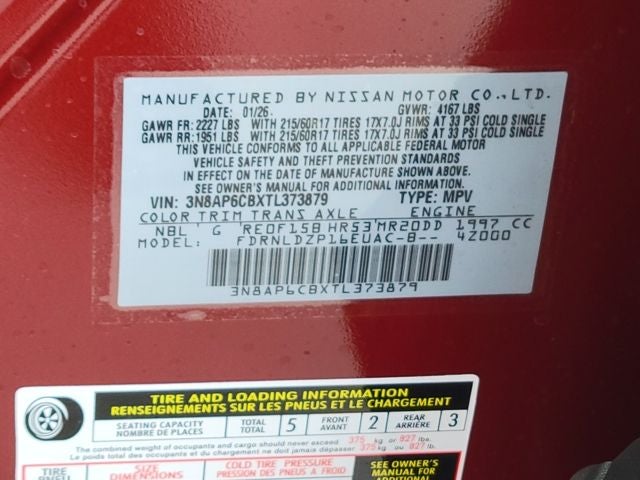 MANUFACTURED BY NISSAN MOTOR CO., LTD.
DATE: 01/26 GVWR: 4167 LBS
GAWR FR: 2227 LBS WITH 215/60R17 TIRES 17X7.0J RIMS AT 33 PSI COLD SINGLE
GAWR RR: 1951 LBS WITH 215/60R17 TIRES 17X7.0J RIMS AT 33 PSI COLD SINGLE
THIS VEHICLE CONFORMS TO ALL APPLICABLE FEDERAL MOTOR
VEHICLE SAFETY AND THEFT PREVENTION STANDARDS
IN EFFECT ON THE DATE OF MANUFACTURE SHOWN ABOVE.
SEE OWNER'S MANUAL FOR ADDITIONAL INFORMATION.
VIN: 3N8AP6CBXTL373879 TYPE: MPV
COLOR TRIM TRANS AXLE ENGINE
NBL G RE0F15B HR53 MR20DD 1997 CC
MODEL: FDRNLDZP16EUAC-B-- 4Z000
3N8AP6CBXTL373879
TIRE AND LOADING INFORMATION
RENSEIGNEMENTS SUR LES PNEUS ET LE CHARGEMENT
SEATING CAPACITY TOTAL 5 FRONT 2 REAR 3
NOMBRE DE PLACES TOTAL AVANT ARRIÈRE
The combined weight of occupants and cargo should never exceed 375 kg or 827 lbs.
Le poids total des occupants et du chargement ne doit jamais dépasser 375 kg ou 827 lb.
TIRE SIZE COLD TIRE PRESSURE SEE OWNER'S
PNEU DIMENSIONS PRESSION DES PNEUS A FROID MANUAL FOR